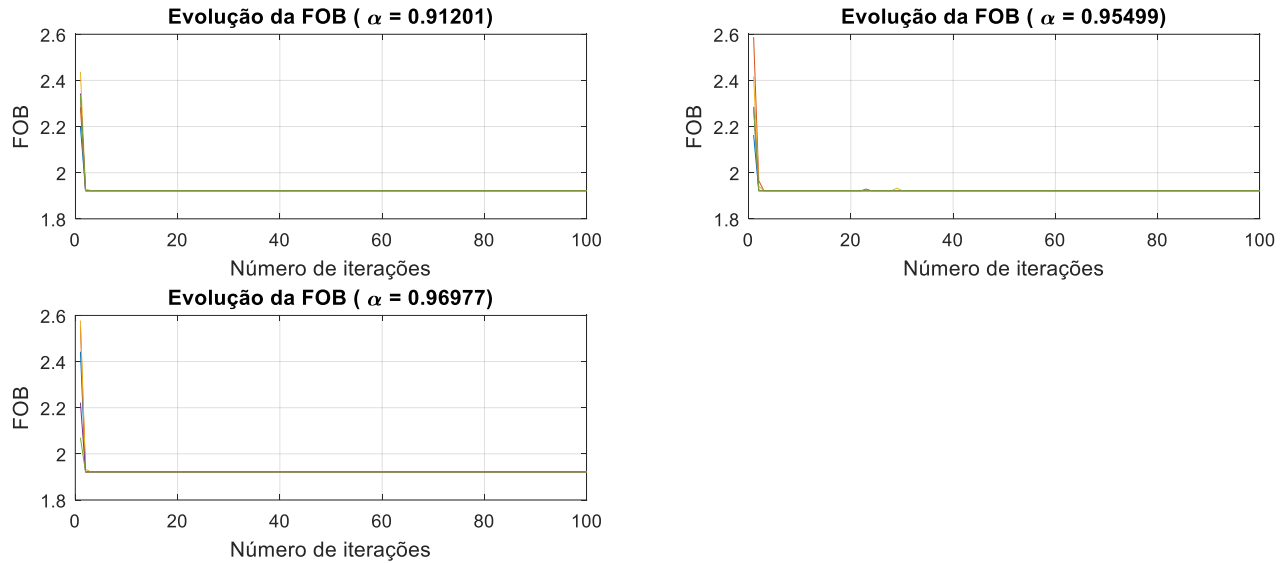 Evolução da FOB ( α = 0.91201)
2.6
2.4
2.2
2
1.8
FOB
0 20 40 60 80 100
Número de iterações
Evolução da FOB ( α = 0.95499)
2.6
2.4
2.2
2
1.8
FOB
0 20 40 60 80 100
Número de iterações
Evolução da FOB ( α = 0.96977)
2.6
2.4
2.2
2
1.8
FOB
0 20 40 60 80 100
Número de iterações